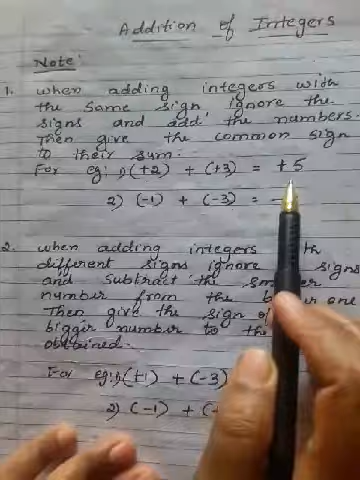 Addition of Integers
Note:
1. when adding integers with
the same sign ignore the
signs and add the numbers.
Then give the common sign
to their sum.
For eg: 1) (+2) + (+3) = +5
2) (-1) + (-3) = -
2. when adding integers
different signs ignore signs
and subtract the
number from the one
Then give the sign
bigger number to the
obtained.
For eg: 1) (+1) + (-3)
2) (-1) + (